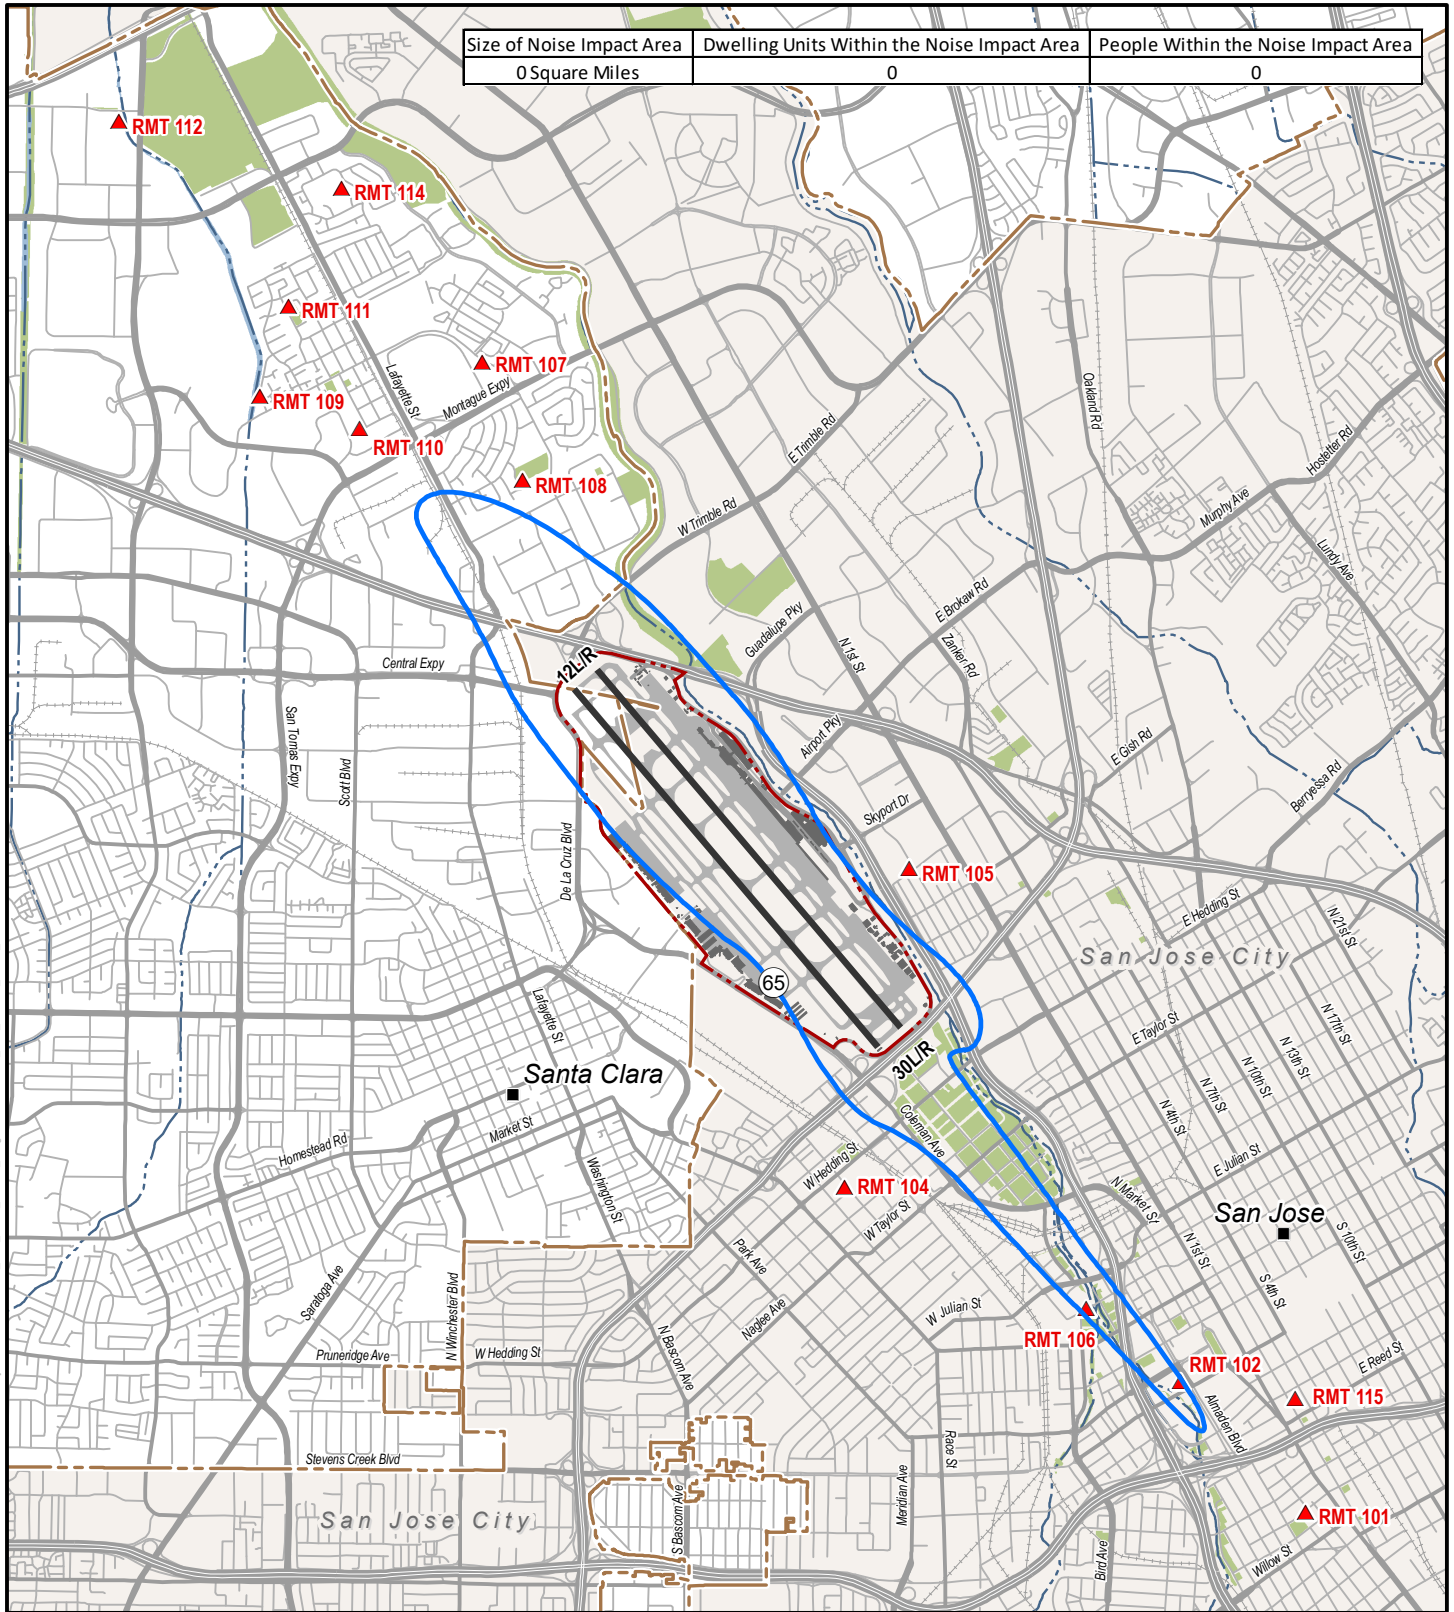 Size of Noise Impact Area Dwelling Units Within the Noise Impact Area People Within the Noise Impact Area
0 Square Miles 0 0
RMT 112
RMT 114
RMT 111
RMT 107
RMT 109
RMT 110
RMT 108
Lafayette St
Montague Expy
E Trimble Rd
Oakland Rd
Hostetter Rd
W Trimble Rd
Murphy Ave
Lundy Ave
E Brokaw Rd
Guadalupe Pky
N 1st St
Zanker Rd
Central Expy
12L/R
San Tomas Expy
Scott Blvd
Airport Pky
E Gish Rd
Berryessa Rd
Skyport Dr
De La Cruz Blvd
RMT 105
E Hedding St
N 21st St
San Jose City
65
Lafayette St
N 17th St
E Taylor St
N 13th St
N 10th St
N 7th St
N 4th St
30L/R
Santa Clara
Market St
Homestead Rd
Washington St
Coleman Ave
W Hedding St
E Julian St
RMT 104
N Market St
W Taylor St
San Jose
Park Ave
N 1st St
S 10th St
Saratoga Ave
N Winchester Blvd
S 4th St
Naglee Ave
W Julian St
RMT 106
Pruneridge Ave
W Hedding St
N Bascom Ave
E Reed St
RMT 102
RMT 115
Almaden Blvd
Race St
Stevens Creek Blvd
Meridian Ave
S Bascom Ave
San Jose City
RMT 101
Bird Ave
Willow St